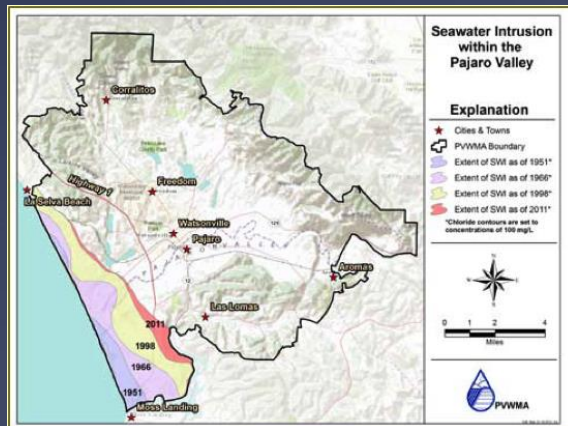 Seawater Intrusion
within the
Pajaro Valley
Explanation
Cities & Towns
PVWMA Boundary
Extent of SWI as of 1951*
Extent of SWI as of 1966*
Extent of SWI as of 1998*
Extent of SWI as of 2011*
*Chloride contours are set to
concentrations of 100 mg/L
N
0 1 2 4
Miles
PVWMA
Corralitos
Highway 1
Freedom
La Selva Beach
Watsonville
Pajaro
PAJARO VALLEY
Aromas
Las Lomas
2011
1998
1966
1951
Moss Landing